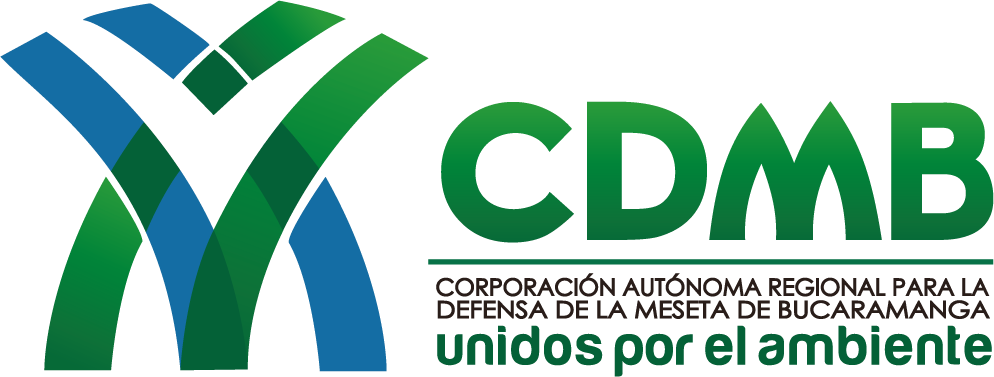 CDMB
CORPORACIÓN AUTÓNOMA REGIONAL PARA LA
DEFENSA DE LA MESETA DE BUCARAMANGA
unidos por el ambiente